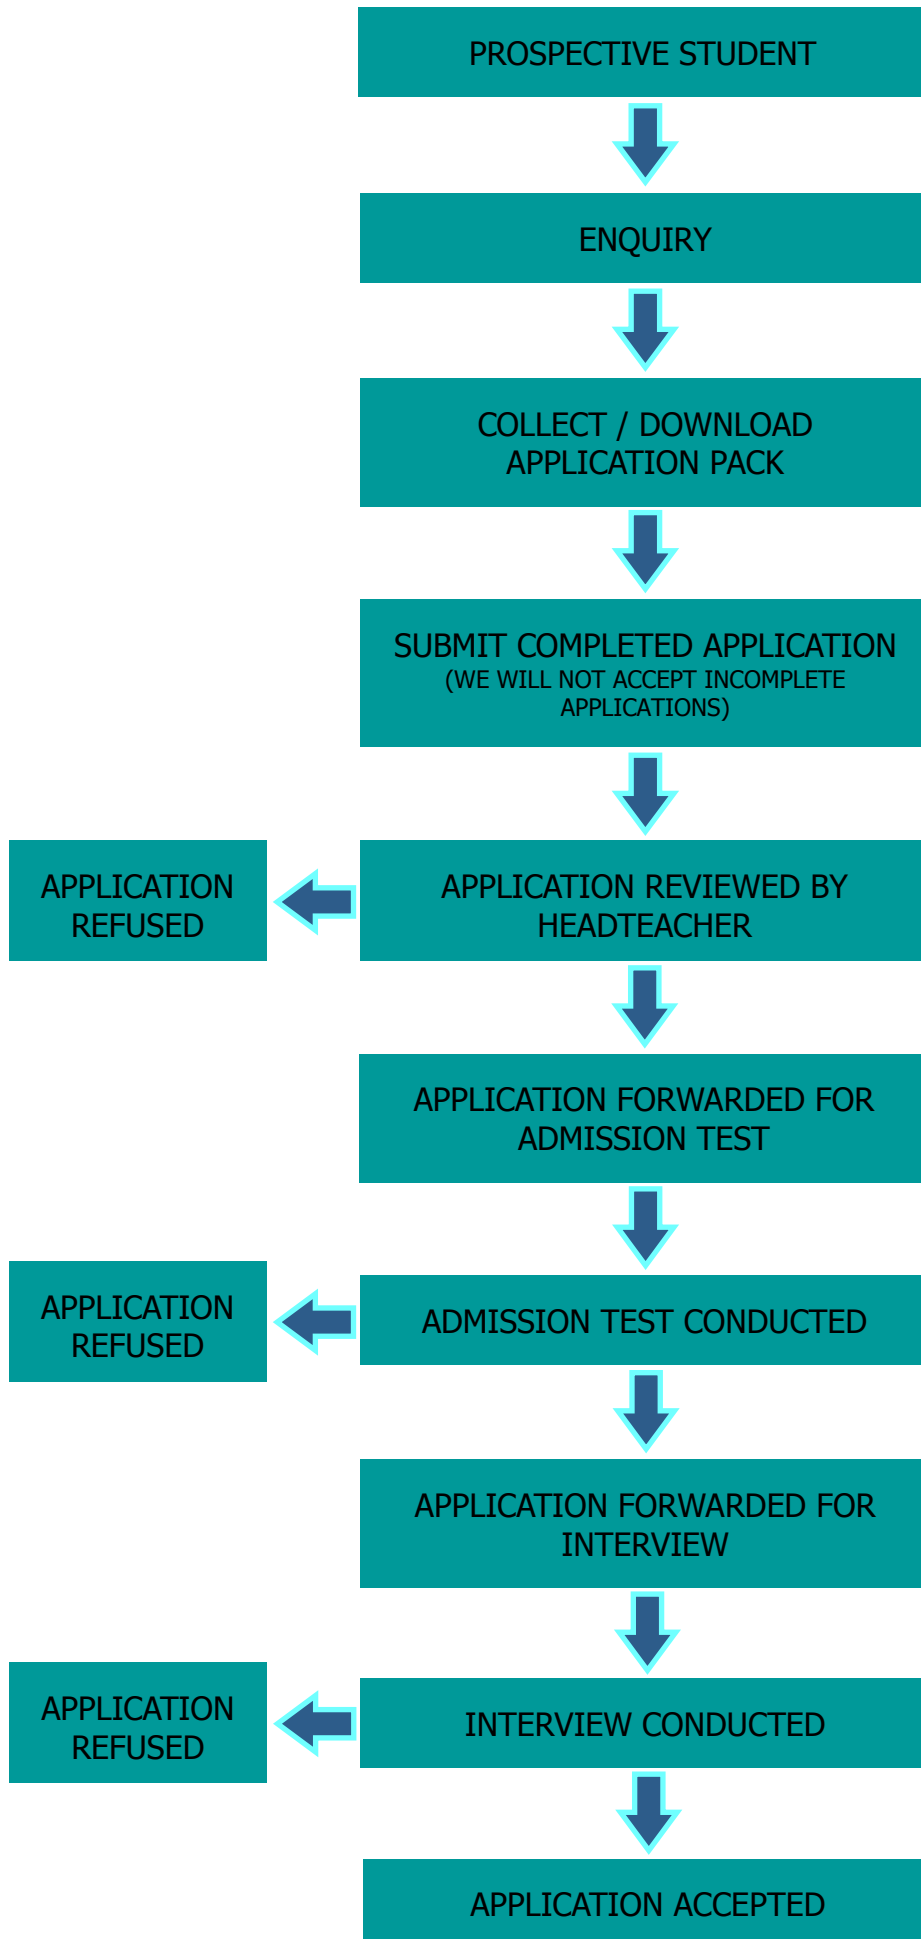 PROSPECTIVE STUDENT
ENQUIRY
COLLECT / DOWNLOAD
APPLICATION PACK
SUBMIT COMPLETED APPLICATION
(WE WILL NOT ACCEPT INCOMPLETE
APPLICATIONS)
APPLICATION REVIEWED BY
HEADTEACHER
APPLICATION
REFUSED
APPLICATION FORWARDED FOR
ADMISSION TEST
ADMISSION TEST CONDUCTED
APPLICATION
REFUSED
APPLICATION FORWARDED FOR
INTERVIEW
INTERVIEW CONDUCTED
APPLICATION
REFUSED
APPLICATION ACCEPTED